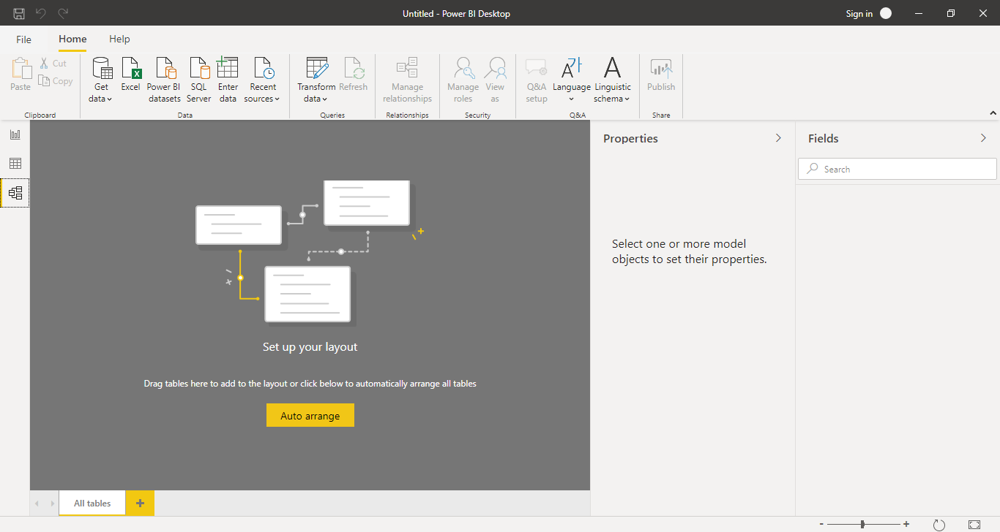 Untitled - Power BI Desktop
Sign in
File Home Help
Paste
Cut
Copy
Clipboard
Get data
Excel
Power BI datasets
SQL Server
Enter data
Recent sources
Data
Transform data
Refresh
Queries
Manage relationships
Relationships
Manage roles
View as
Security
Q&A setup
Language
Linguistic schema
Q&A
Publish
Share
Set up your layout
Drag tables here to add to the layout or click below to automatically arrange all tables
Auto arrange
Properties
Select one or more model
objects to set their properties.
Fields
Search
All tables
+
- +